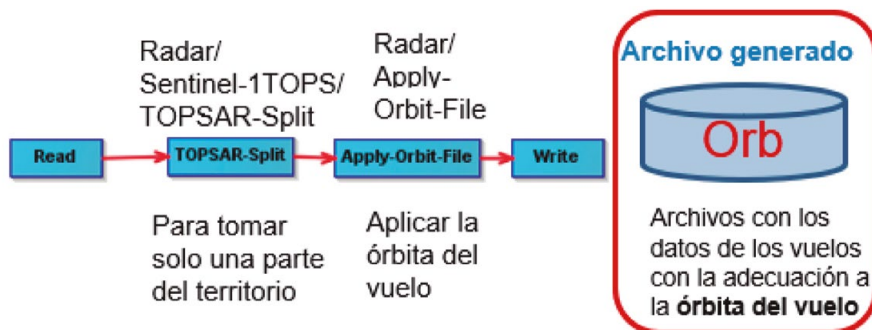 Radar/
Sentinel-1TOPS/
TOPSAR-Split
Radar/
Apply-
Orbit-File
Read
TOPSAR-Split
Apply-Orbit-File
Write
Para tomar
solo una parte
del territorio
Aplicar la
órbita del
vuelo
Archivo generado
Orb
Archivos con los
datos de los vuelos
con la adecuación a
la órbita del vuelo